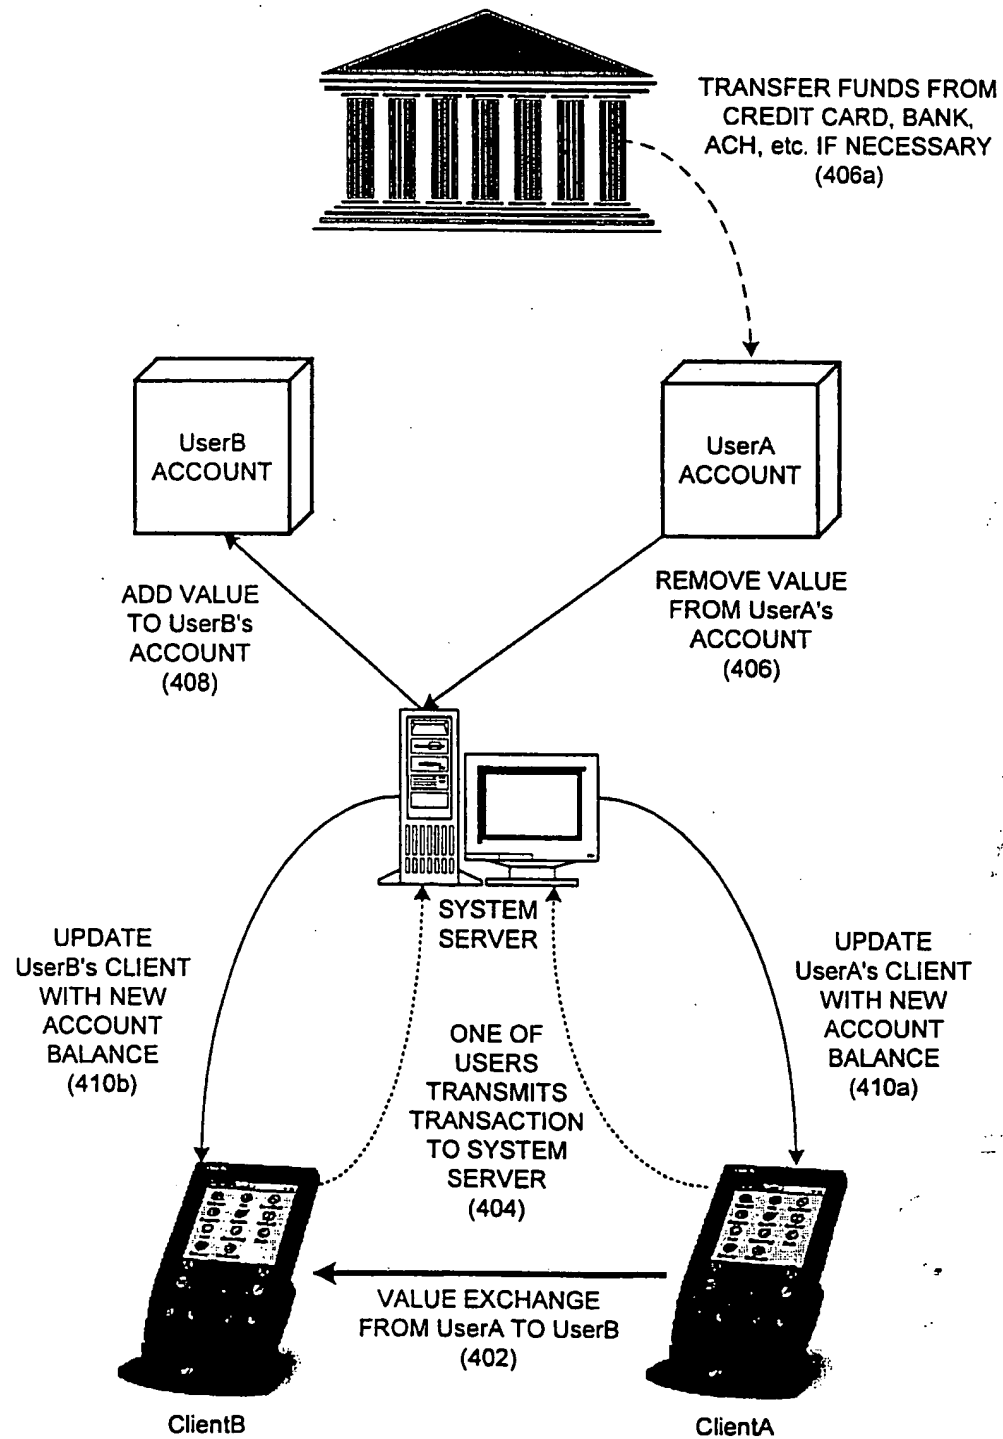 TRANSFER FUNDS FROM
CREDIT CARD, BANK,
ACH, etc. IF NECESSARY
(406a)
UserB
ACCOUNT
UserA
ACCOUNT
ADD VALUE
TO UserB's
ACCOUNT
(408)
REMOVE VALUE
FROM UserA's
ACCOUNT
(406)
SYSTEM
SERVER
UPDATE
UserB's CLIENT
WITH NEW
ACCOUNT
BALANCE
(410b)
ONE OF
USERS
TRANSMITS
TRANSACTION
TO SYSTEM
SERVER
(404)
UPDATE
UserA's CLIENT
WITH NEW
ACCOUNT
BALANCE
(410a)
VALUE EXCHANGE
FROM UserA TO UserB
(402)
ClientB
ClientA